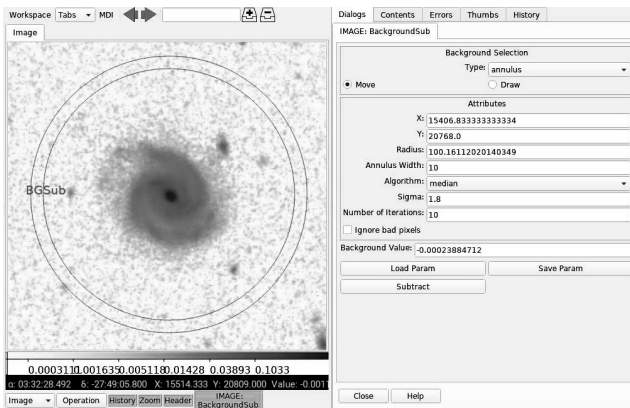 Workspace Tabs MDI
Image
BGSub
0.0003111 0.001635 0.005118 0.01428 0.03893 0.1033
α: 03:32:28.492 δ: -27:49:05.800 X: 15514.333 Y: 20809.000 Value: -0.0011
Image Operation History Zoom Header IMAGE: BackgroundSub
Dialogs Contents Errors Thumbs History
IMAGE: BackgroundSub
Background Selection
Type: annulus
Move Draw
Attributes
X: 15406.833333333334
Y: 20768.0
Radius: 100.16112020140349
Annulus Width: 10
Algorithm: median
Sigma: 1.8
Number of Iterations: 10
Ignore bad pixels
Background Value: -0.00023884712
Load Param Save Param
Subtract
Close Help